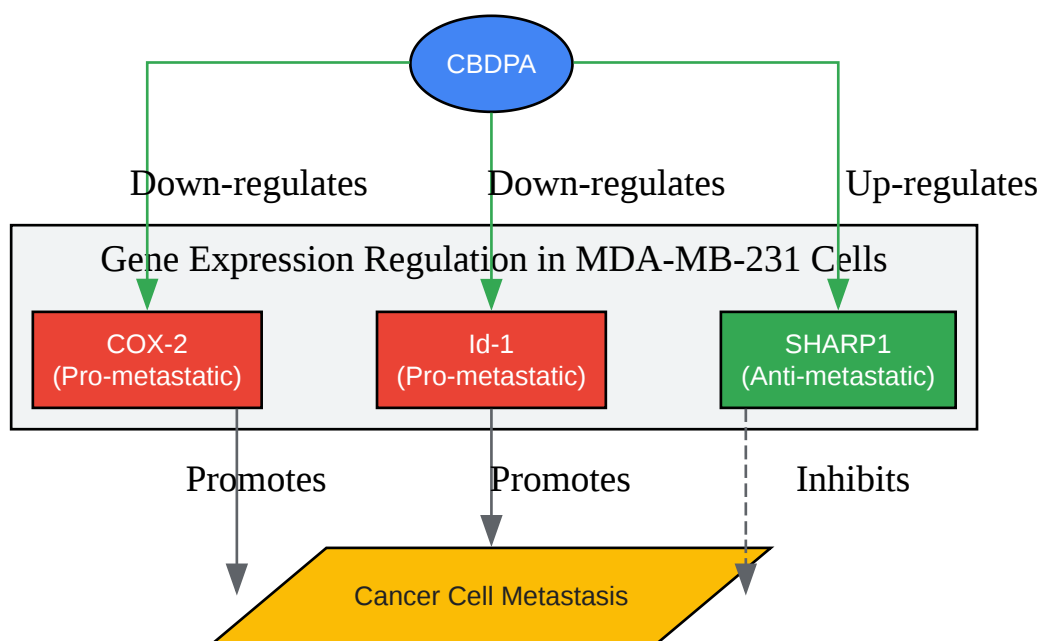 CBDPA
Down-regulates
Down-regulates
Up-regulates
Gene Expression Regulation in MDA-MB-231 Cells
COX-2
(Pro-metastatic)
Id-1
(Pro-metastatic)
SHARP1
(Anti-metastatic)
Promotes
Promotes
Inhibits
Cancer Cell Metastasis